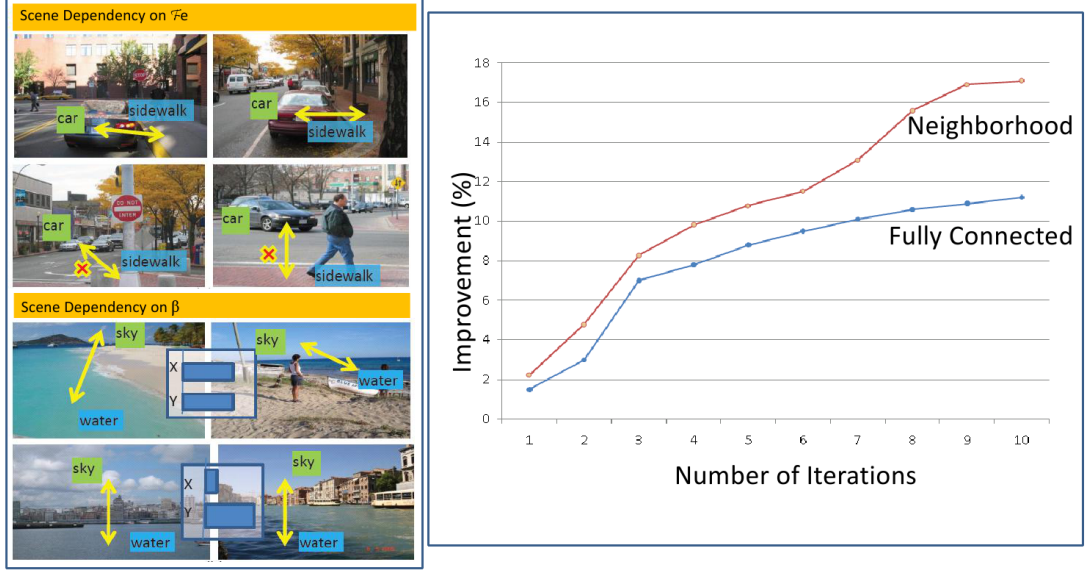 Scene Dependency on ℱe
car
sidewalk
car
sidewalk
DO NOT
ENTER
car
sidewalk
car
sidewalk
Scene Dependency on β
sky
water
X
Y
sky
water
sky
water
X
Y
sky
water
18
16
14
12
10
8
6
4
2
0
Improvement (%)
Neighborhood
Fully Connected
1 2 3 4 5 6 7 8 9 10
Number of Iterations